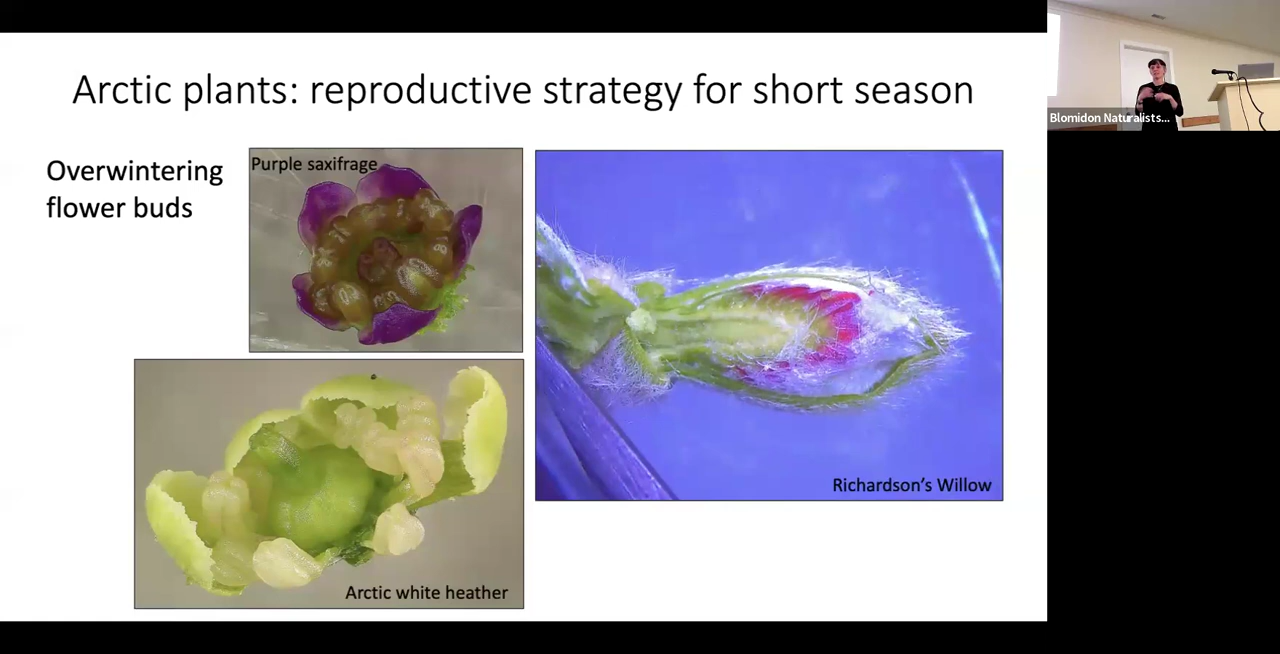 Arctic plants: reproductive strategy for short season
Blomidon Naturalists...
Overwintering
flower buds
Purple saxifrage
Richardson's Willow
Arctic white heather